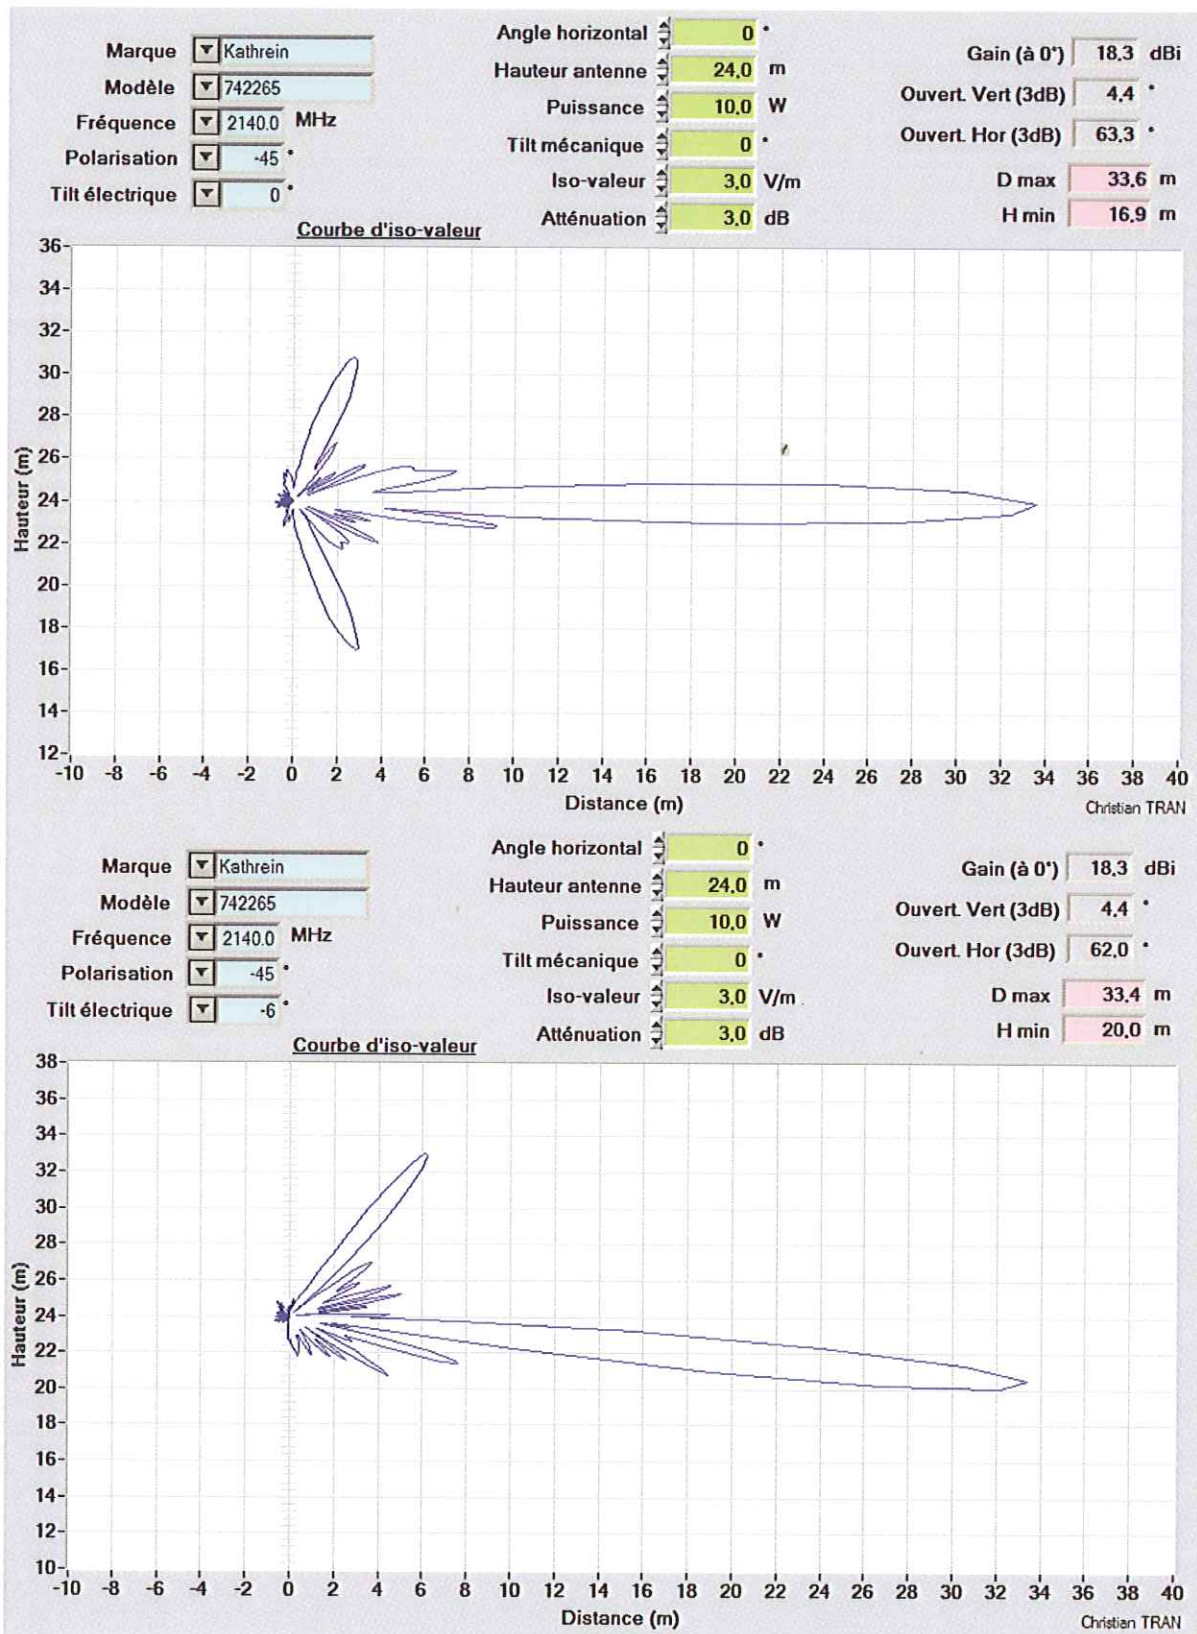 Marque Kathrein
Modèle 742265
Fréquence 2140.0 MHz
Polarisation -45 °
Tilt électrique 0 °
Angle horizontal 0 °
Hauteur antenne 24,0 m
Puissance 10,0 W
Tilt mécanique 0 °
Iso-valeur 3,0 V/m
Atténuation 3,0 dB
Gain (à 0°) 18,3 dBi
Ouvert. Vert (3dB) 4,4 °
Ouvert. Hor (3dB) 63,3 °
D max 33,6 m
H min 16,9 m
Courbe d'iso-valeur
Hauteur (m)
36
34
32
30
28
26
24
22
20
18
16
14
12
-10 -8 -6 -4 -2 0 2 4 6 8 10 12 14 16 18 20 22 24 26 28 30 32 34 36 38 40
Distance (m)
Christian TRAN
Marque Kathrein
Modèle 742265
Fréquence 2140.0 MHz
Polarisation -45 °
Tilt électrique -6 °
Angle horizontal 0 °
Hauteur antenne 24,0 m
Puissance 10,0 W
Tilt mécanique 0 °
Iso-valeur 3,0 V/m
Atténuation 3,0 dB
Gain (à 0°) 18,3 dBi
Ouvert. Vert (3dB) 4,4 °
Ouvert. Hor (3dB) 62,0 °
D max 33,4 m
H min 20,0 m
Courbe d'iso-valeur
Hauteur (m)
38
36
34
32
30
28
26
24
22
20
18
16
14
12
10
-10 -8 -6 -4 -2 0 2 4 6 8 10 12 14 16 18 20 22 24 26 28 30 32 34 36 38 40
Distance (m)
Christian TRAN